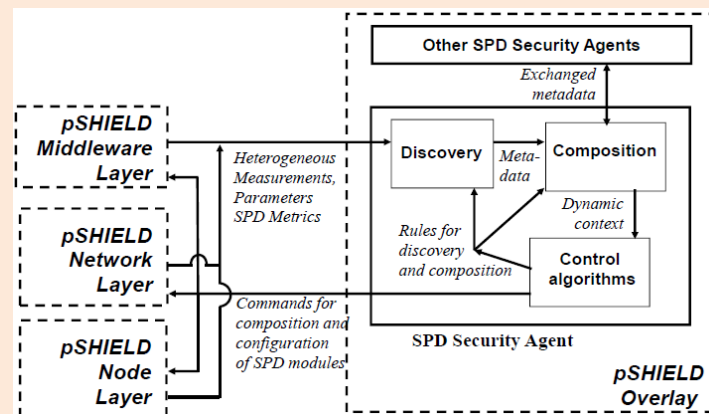 Other SPD Security Agents
Exchanged
metadata
pSHIELD
Middleware
Layer
Heterogeneous
Measurements,
Parameters
SPD Metrics
Discovery
Meta-
data
Composition
Dynamic
context
Rules for
discovery
and composition
Control
algorithms
pSHIELD
Network
Layer
Commands for
composition and
configuration
of SPD modules
SPD Security Agent
pSHIELD
Node
Layer
pSHIELD
Overlay